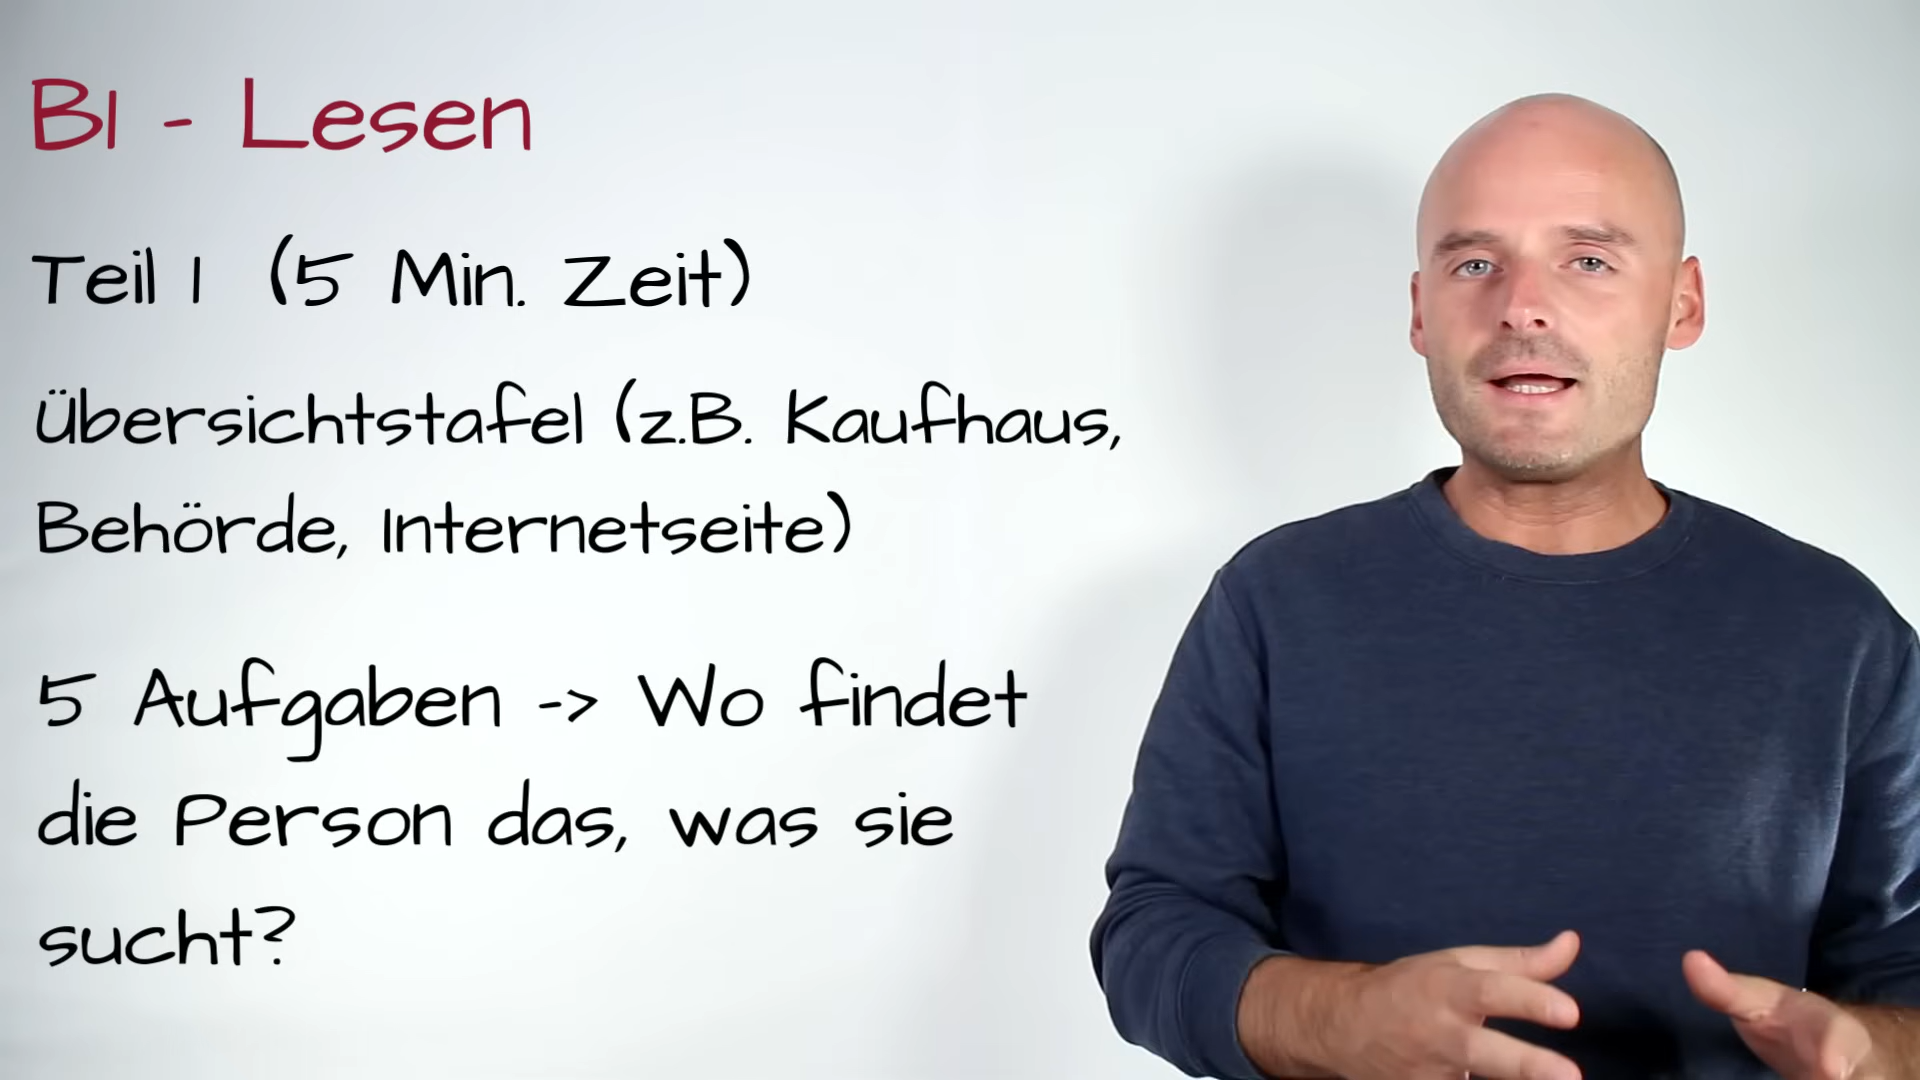 B1 - Lesen
Teil 1 (5 Min. Zeit)
Übersichtstafel (z.B. Kaufhaus,
Behörde, Internetseite)
5 Aufgaben -> Wo findet
die Person das, was sie
sucht?